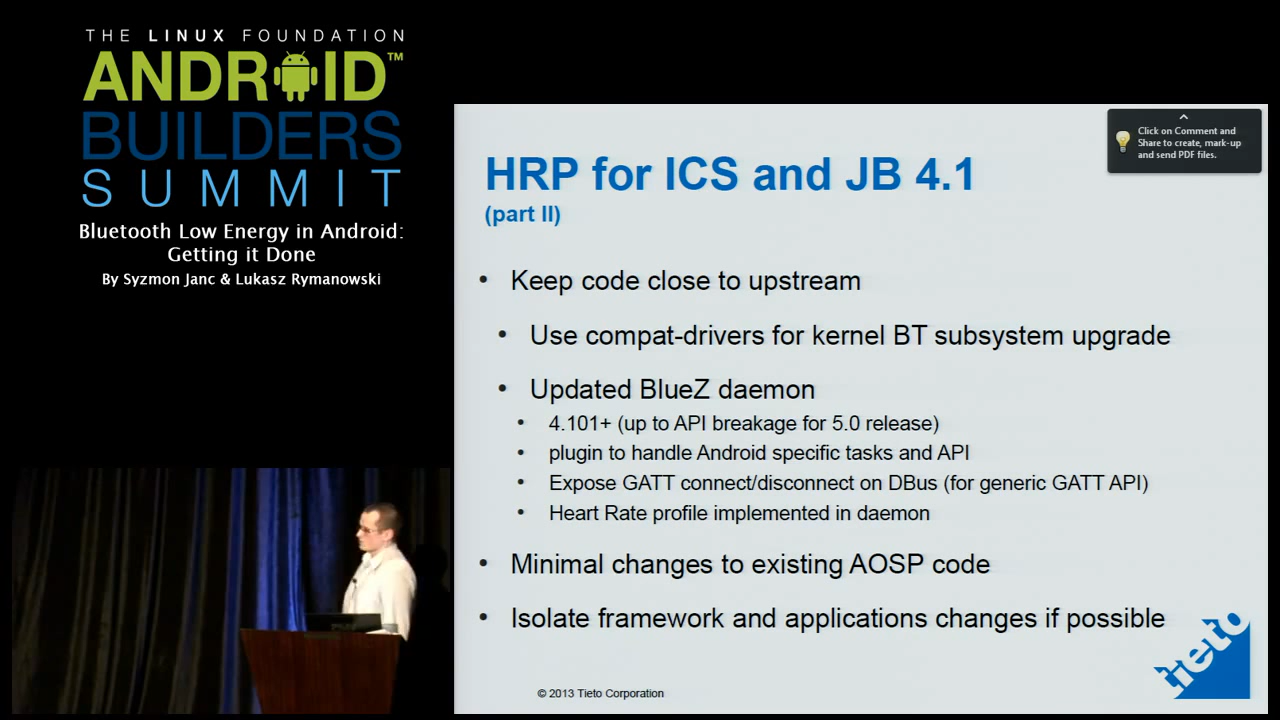 THE LINUX FOUNDATION
ANDROID™
BUILDERS
SUMMIT
Bluetooth Low Energy in Android:
Getting it Done
By Syzmon Janc & Lukasz Rymanowski
Click on Comment and
Share to create, mark-up
and send PDF files.
HRP for ICS and JB 4.1
(part II)
• Keep code close to upstream
• Use compat-drivers for kernel BT subsystem upgrade
• Updated BlueZ daemon
• 4.101+ (up to API breakage for 5.0 release)
• plugin to handle Android specific tasks and API
• Expose GATT connect/disconnect on DBus (for generic GATT API)
• Heart Rate profile implemented in daemon
• Minimal changes to existing AOSP code
• Isolate framework and applications changes if possible
tieto
© 2013 Tieto Corporation